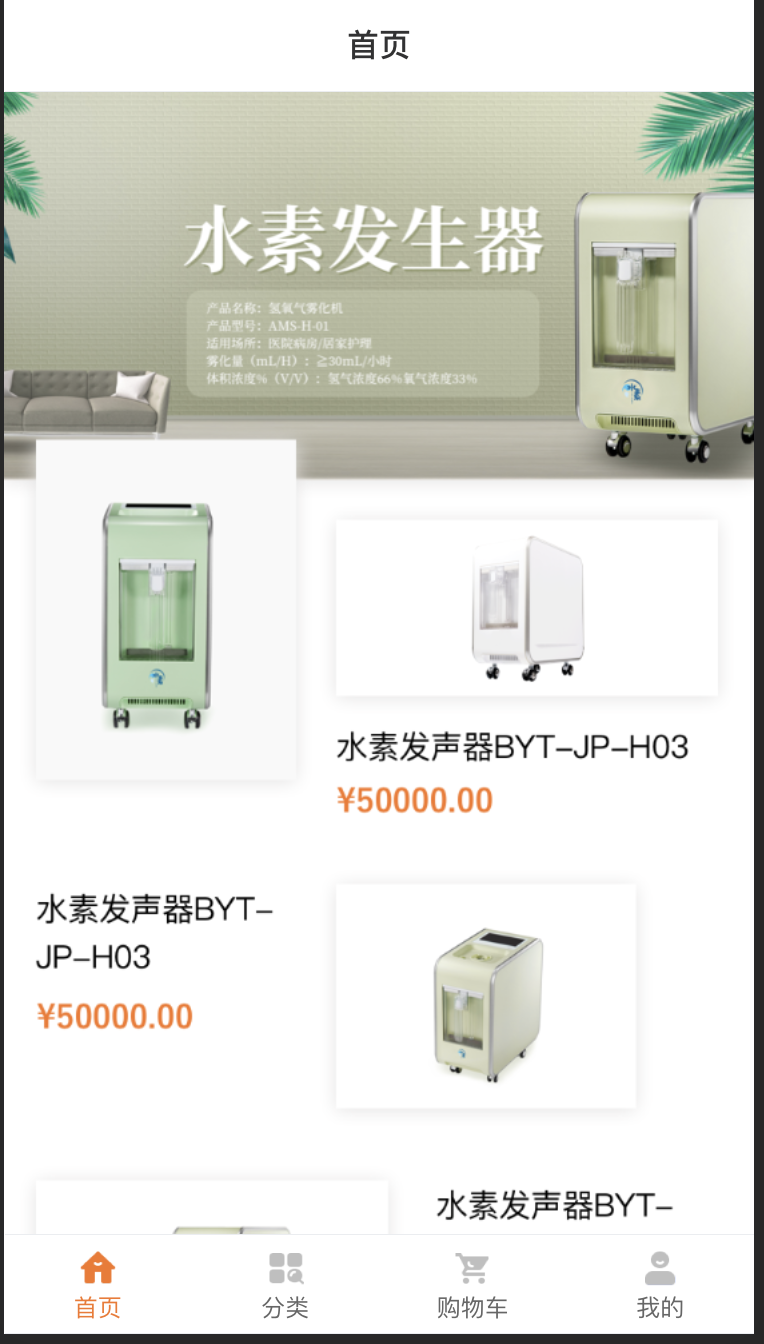 首页
水素发生器
产品名称：氢氧气雾化机
产品型号：AMS-H-01
适用场所：医院病房/居家护理
雾化量（mL/H）：≧30mL/小时
体积浓度%（V/V）：氢气浓度66%氧气浓度33%
水素发声器BYT-JP-H03
¥50000.00
水素发声器BYT-
JP-H03
¥50000.00
水素发声器BYT-
首页
分类
购物车
我的